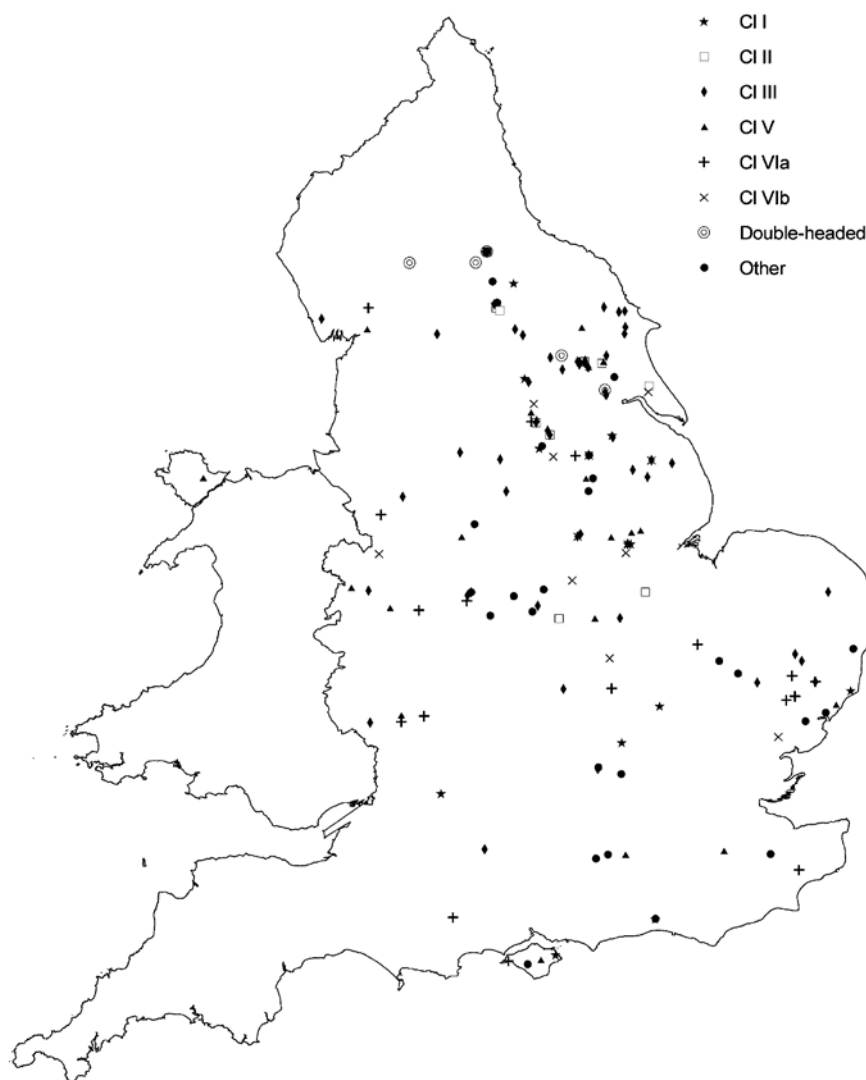 Cl I
Cl II
Cl III
Cl V
Cl VIa
Cl VIb
Double-headed
Other